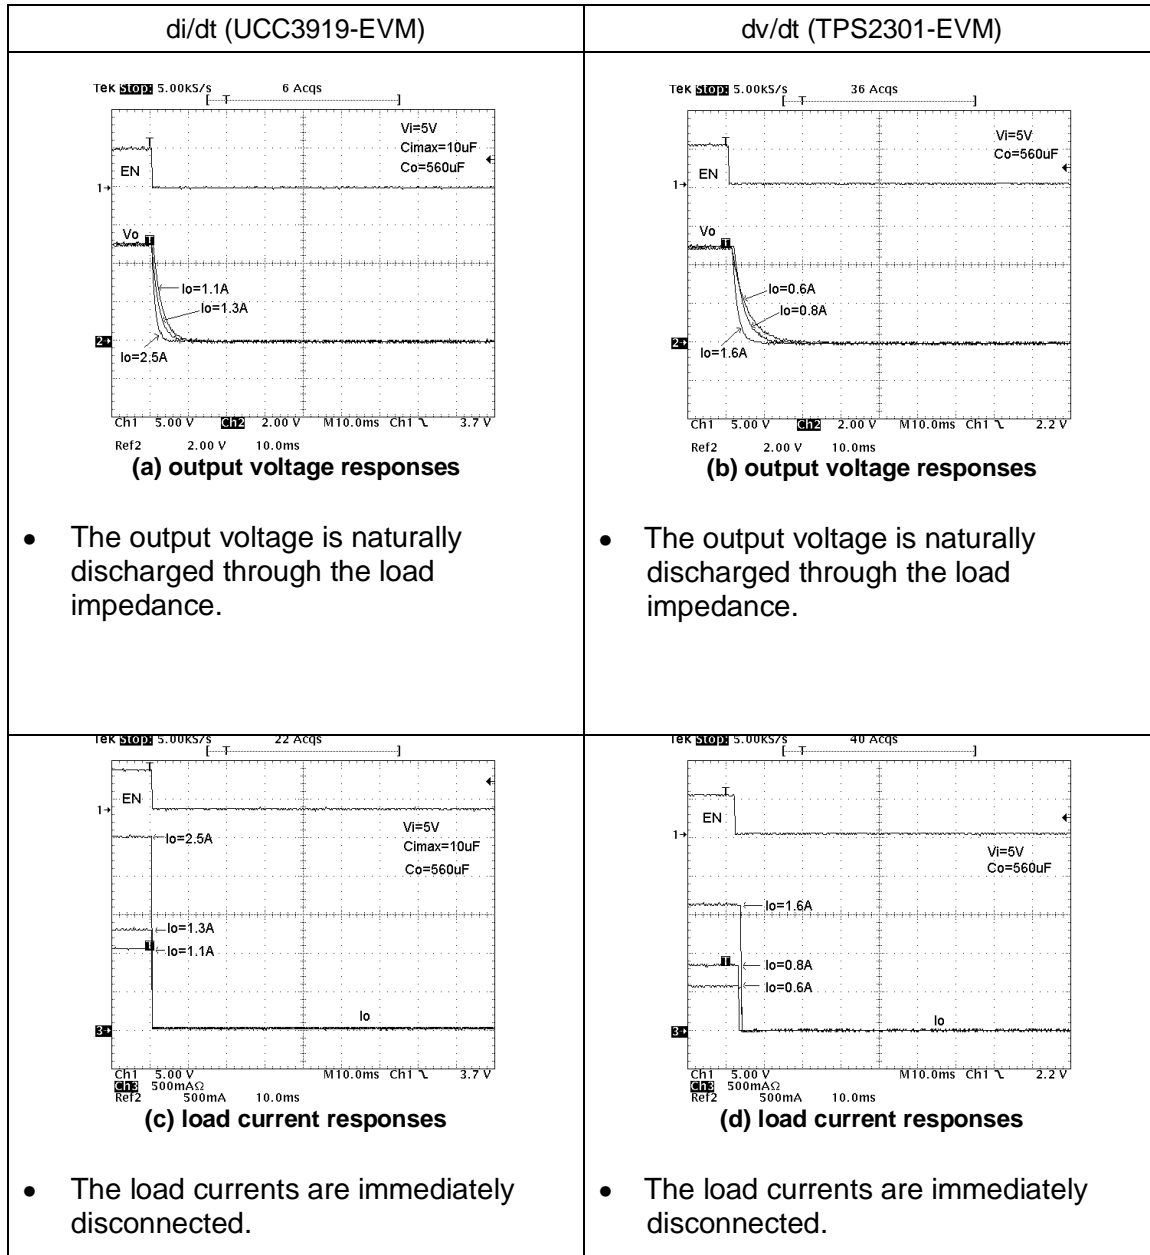 di/dt (UCC3919-EVM)
Tek Stop: 5.00kS/s 6 Acqs
[ T ]
T
Vi=5V
Cimax=10uF
Co=560uF
EN
1
Vo T
Io=1.1A
Io=1.3A
2
Io=2.5A
Ch1 5.00 V Ch2 2.00 V M10.0ms Ch1 3.7 V
Ref2 2.00 V 10.0ms
(a) output voltage responses
• The output voltage is naturally
discharged through the load
impedance.
dv/dt (TPS2301-EVM)
Tek Stop: 5.00kS/s 36 Acqs
[ T ]
T
Vi=5V
Co=560uF
EN
1
Vo T
Io=0.6A
Io=0.8A
2
Io=1.6A
Ch1 5.00 V Ch2 2.00 V M10.0ms Ch1 2.2 V
Ref2 2.00 V 10.0ms
(b) output voltage responses
• The output voltage is naturally
discharged through the load
impedance.
Tek Stop: 5.00kS/s 22 Acqs
[ T ]
T
EN
1
Vi=5V
Io=2.5A
Cimax=10uF
Co=560uF
Io=1.3A
T
Io=1.1A
Io
3
Ch1 5.00 V M10.0ms Ch1 3.7 V
Ch3 500mAΩ
Ref2 500mA 10.0ms
(c) load current responses
• The load currents are immediately
disconnected.
Tek Stop: 5.00kS/s 40 Acqs
[ T ]
T
EN
1
Vi=5V
Co=560uF
Io=1.6A
T
Io=0.8A
Io=0.6A
Io
3
Ch1 5.00 V M10.0ms Ch1 2.2 V
Ch3 500mAΩ
Ref2 500mA 10.0ms
(d) load current responses
• The load currents are immediately
disconnected.